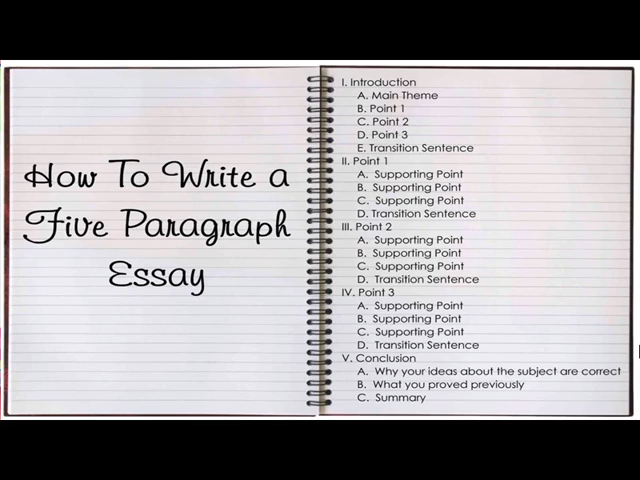 How To Write a
Five Paragraph
Essay
I. Introduction
A. Main Theme
B. Point 1
C. Point 2
D. Point 3
E. Transition Sentence
II. Point 1
A. Supporting Point
B. Supporting Point
C. Supporting Point
D. Transition Sentence
III. Point 2
A. Supporting Point
B. Supporting Point
C. Supporting Point
D. Transition Sentence
IV. Point 3
A. Supporting Point
B. Supporting Point
C. Supporting Point
D. Transition Sentence
V. Conclusion
A. Why your ideas about the subject are correct
B. What you proved previously
C. Summary